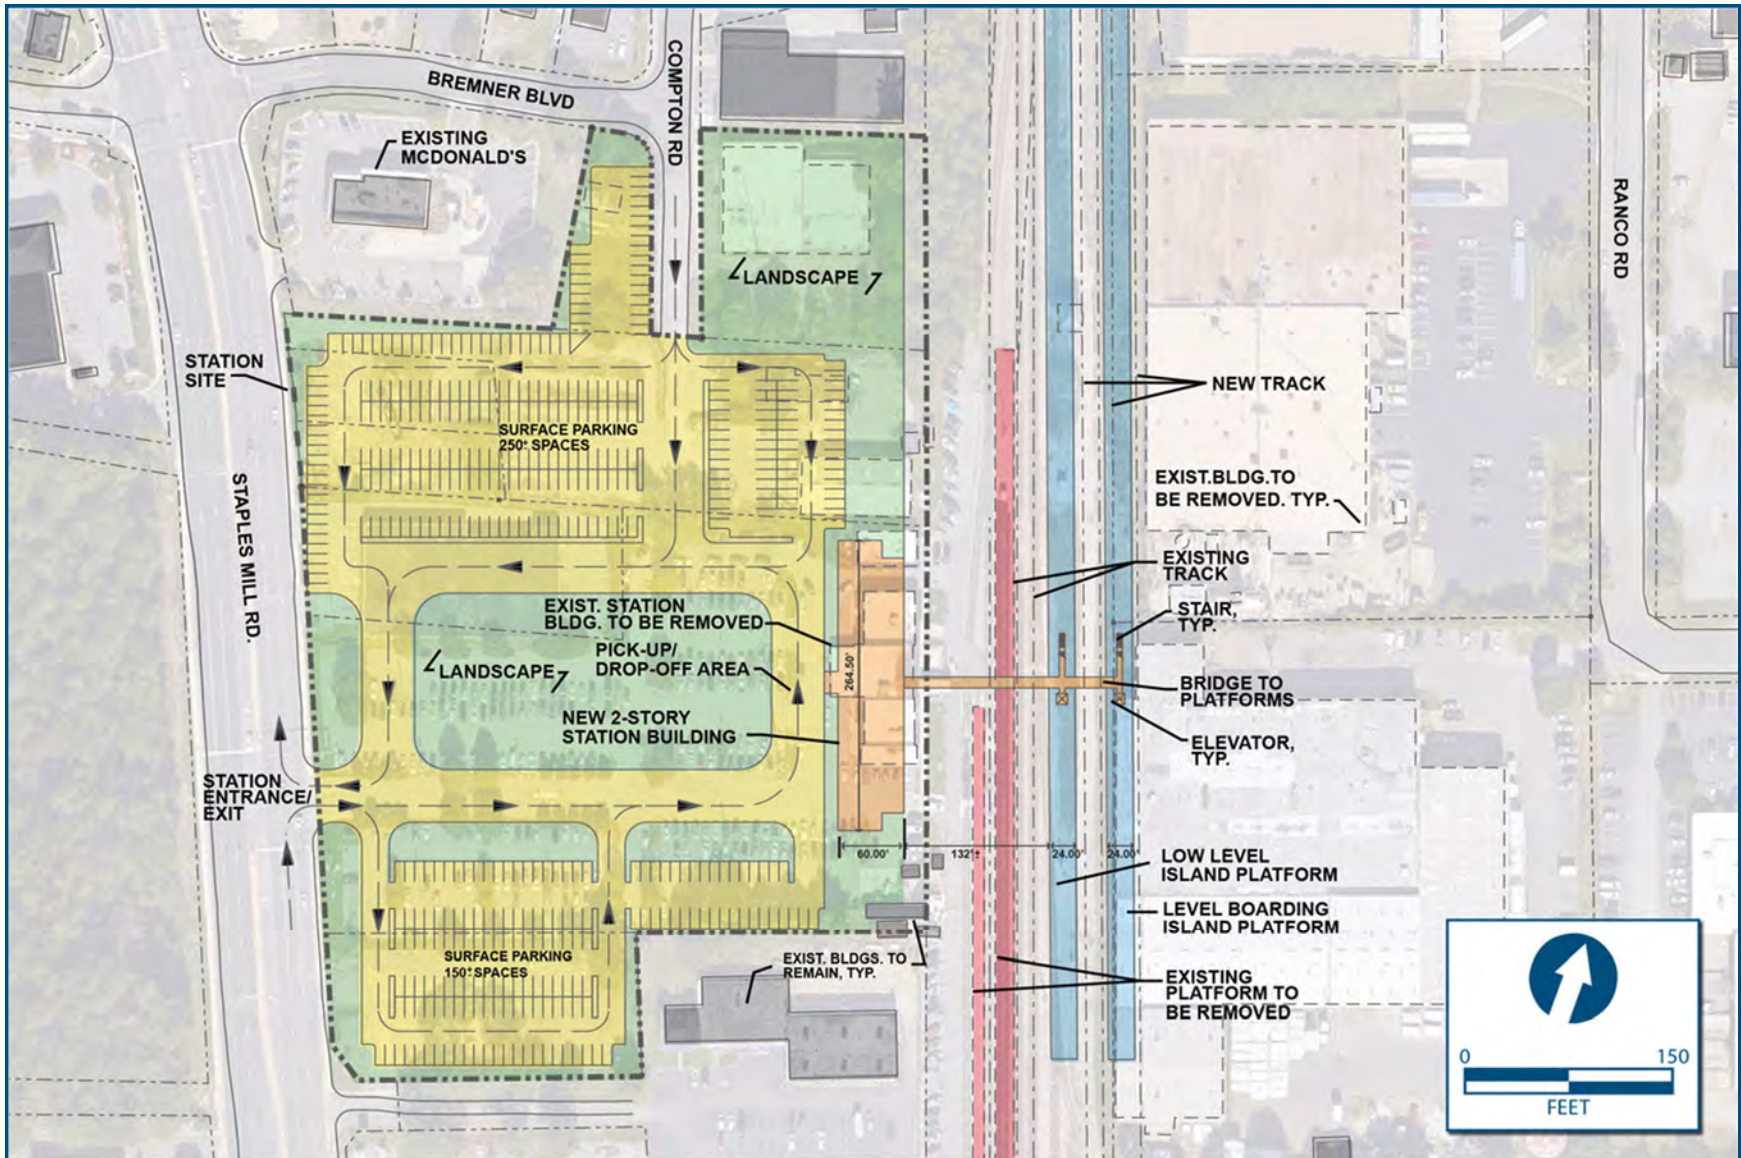 BREMNER BLVD
COMPTON RD
EXISTING
MCDONALD'S
RANCO RD
LANDSCAPE
STATION
SITE
NEW TRACK
SURFACE PARKING
250± SPACES
EXIST.BLDG.TO
BE REMOVED. TYP.
STAPLES MILL RD.
EXISTING
TRACK
EXIST. STATION
BLDG. TO BE REMOVED
STAIR,
TYP.
PICK-UP/
DROP-OFF AREA
LANDSCAPE
264.50'
BRIDGE TO
PLATFORMS
NEW 2-STORY
STATION BUILDING
ELEVATOR,
TYP.
STATION
ENTRANCE/
EXIT
60.00'
132'±
24.00'
24.00'
LOW LEVEL
ISLAND PLATFORM
LEVEL BOARDING
ISLAND PLATFORM
SURFACE PARKING
150± SPACES
EXIST. BLDGS. TO
REMAIN, TYP.
EXISTING
PLATFORM TO
BE REMOVED
0 150
FEET